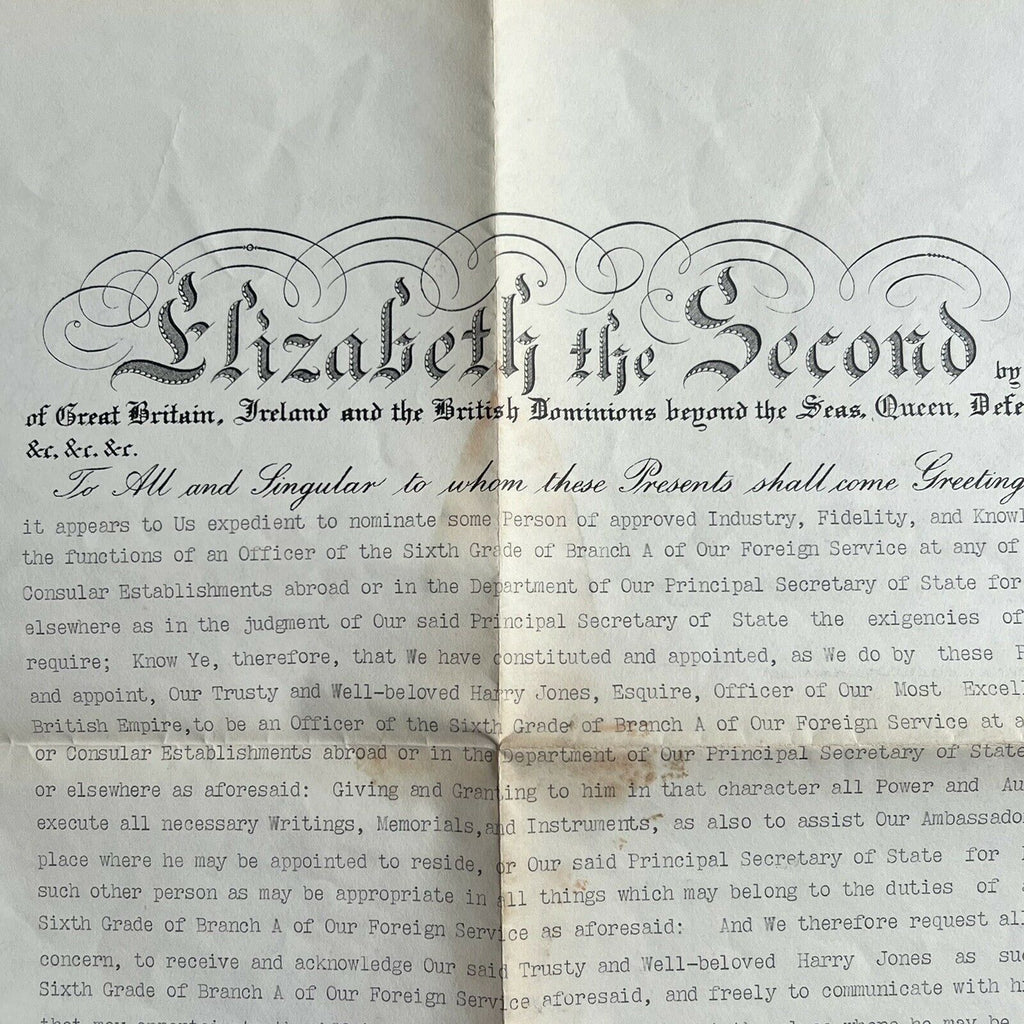 Elizabeth the Second by
of Great Britain, Ireland and the British Dominions beyond the Seas, Queen, Defe
&c, &c. &c.
To All and Singular to whom these Presents shall come Greeting
it appears to Us expedient to nominate some Person of approved Industry, Fidelity, and Knowl
the functions of an Officer of the Sixth Grade of Branch A of Our Foreign Service at any of
Consular Establishments abroad or in the Department of Our Principal Secretary of State for
elsewhere as in the judgment of Our said Principal Secretary of State the exigencies of
require; Know Ye, therefore, that We have constituted and appointed, as We do by these
and appoint, Our Trusty and Well-beloved Harry Jones, Esquire, Officer of Our Most Excell
British Empire,to be an Officer of the Sixth Grade of Branch A of Our Foreign Service at a
or Consular Establishments abroad or in the Department of Our Principal Secretary of State
or elsewhere as aforesaid: Giving and Granting to him in that character all Power and Au
execute all necessary Writings, Memorials,and Instruments, as also to assist Our Ambassado
place where he may be appointed to reside, or Our said Principal Secretary of State for
such other person as may be appropriate in all things which may belong to the duties of
Sixth Grade of Branch A of Our Foreign Service as aforesaid: And We therefore request all
concern, to receive and acknowledge Our said Trusty and Well-beloved Harry Jones as suc
Sixth Grade of Branch A of Our Foreign Service aforesaid, and freely to communicate with hi
where he may be